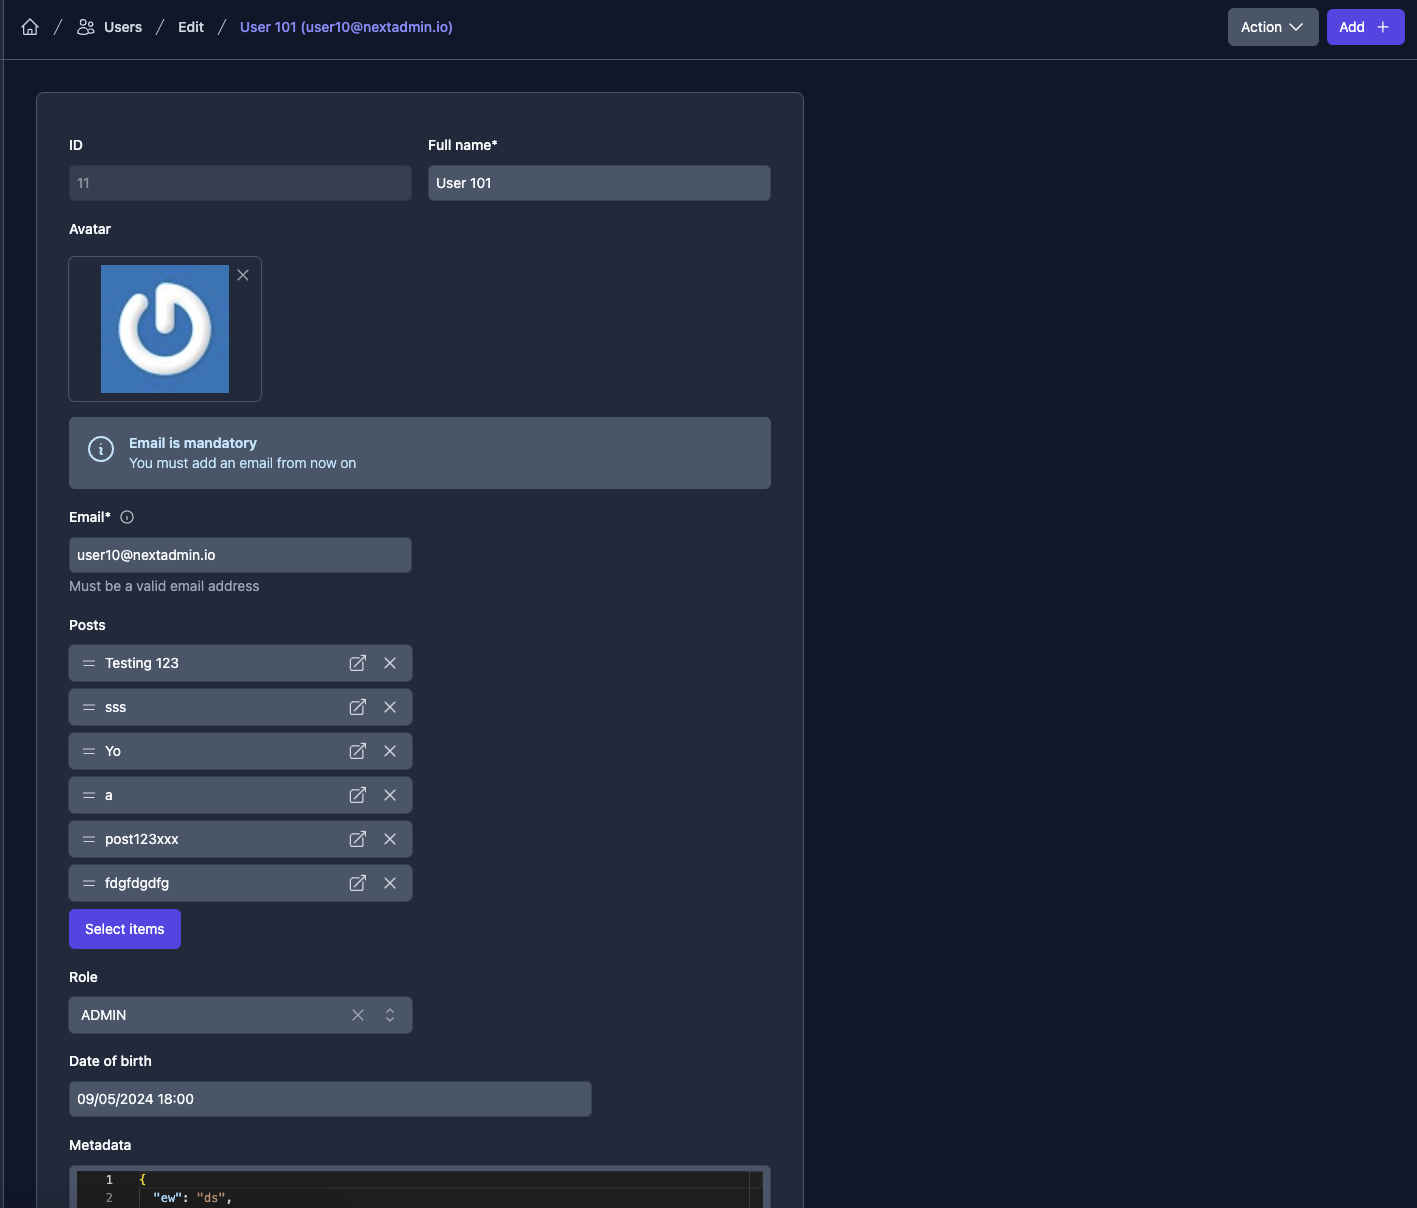 Users / Edit / User 101 (user10@nextadmin.io)
Action
Add
ID
Full name*
11
User 101
Avatar
Email is mandatory
You must add an email from now on
Email*
user10@nextadmin.io
Must be a valid email address
Posts
Testing 123
sss
Yo
a
post123xxx
fdgfdgdfg
Select items
Role
ADMIN
Date of birth
09/05/2024 18:00
Metadata
1 {
2 "ew": "ds",